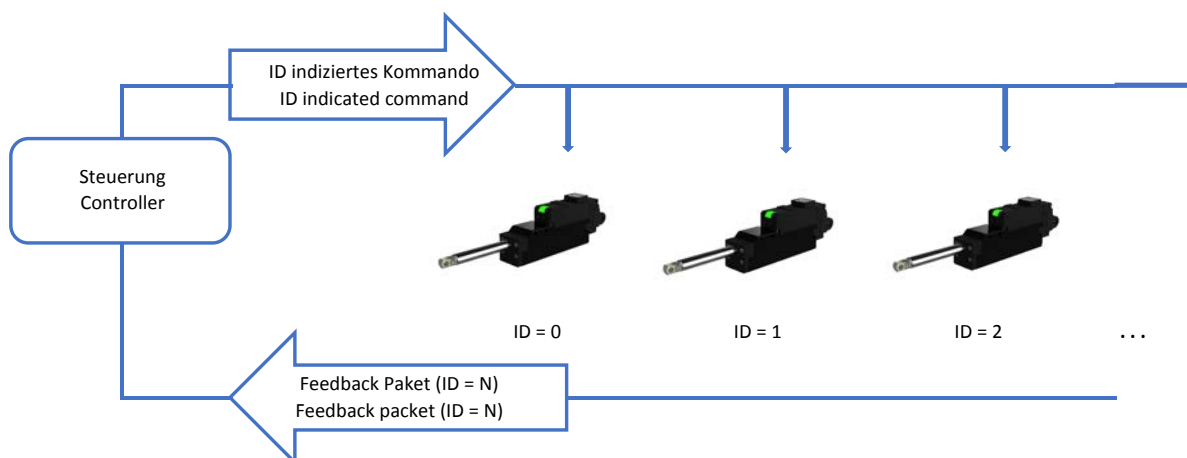 ID indiziertes Kommando
ID indicated command
Steuerung
Controller
ID = 0
ID = 1
ID = 2
...
Feedback Paket (ID = N)
Feedback packet (ID = N)